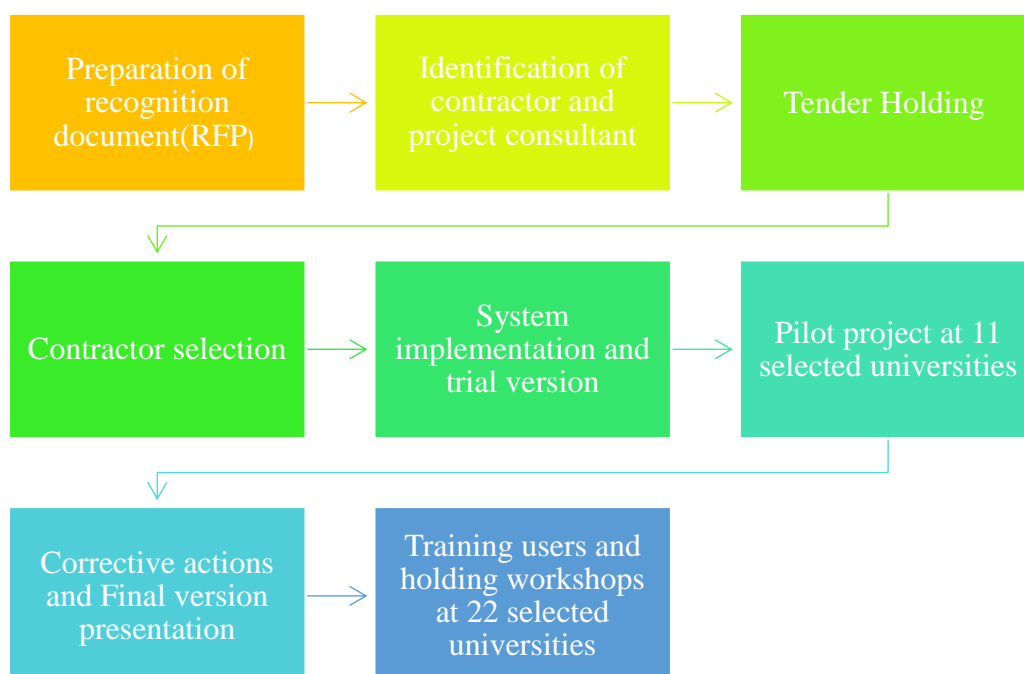 Preparation of
recognition
document(RFP)
Identification of
contractor and
project consultant
Tender Holding
Contractor selection
System
implementation and
trial version
Pilot project at 11
selected universities
Corrective actions
and Final version
presentation
Training users and
holding workshops
at 22 selected
universities